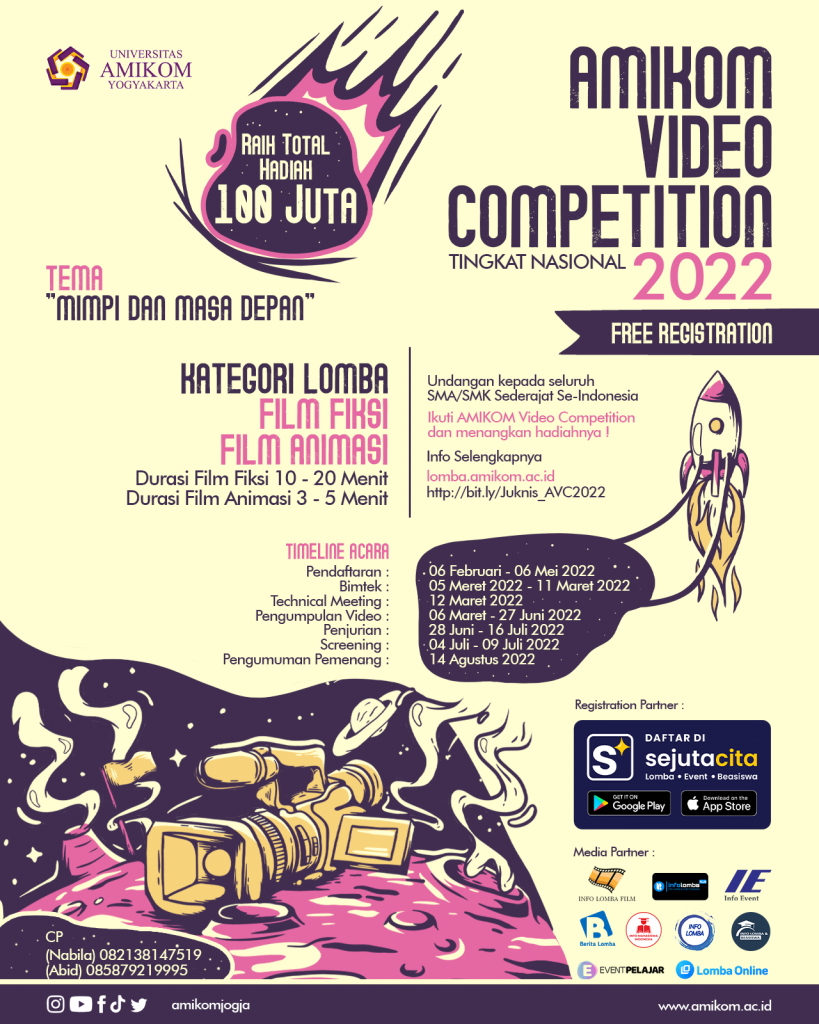 UNIVERSITAS
AMIKOM
YOGYAKARTA
RAIH TOTAL
HADIAH
100 JUTA
AMIKOM
VIDEO
COMPETITION
TINGKAT NASIONAL 2022
TEMA
"MIMPI DAN MASA DEPAN"
FREE REGISTRATION
KATEGORI LOMBA
FILM FIKSI
FILM ANIMASI
Durasi Film Fiksi 10 - 20 Menit
Durasi Film Animasi 3 - 5 Menit
Undangan kepada seluruh
SMA/SMK Sederajat Se-Indonesia
Ikuti AMIKOM Video Competition
dan menangkan hadiahnya !
Info Selengkapnya
lomba.amikom.ac.id
http://bit.ly/Juknis_AVC2022
TIMELINE ACARA
Pendaftaran : 06 Februari - 06 Mei 2022
Bimtek : 05 Meret 2022 - 11 Maret 2022
Technical Meeting : 12 Maret 2022
Pengumpulan Video : 06 Maret - 27 Juni 2022
Penjurian : 28 Juni - 16 Juli 2022
Screening : 04 Juli - 09 Juli 2022
Pengumuman Pemenang : 14 Agustus 2022
Registration Partner :
S
DAFTAR DI
sejutacita
Lomba • Event • Beasiswa
GET IT ON
Google Play
Download on the
App Store
Media Partner :
INFO LOMBA FILM
infolomba
IE
Info Event
B
Berita Lomba
INFO
LOMBA
E EVENTPELAJAR
Lomba Online
CP
(Nabila) 082138147519
(Abid) 085879219995
amikomjogja
www.amikom.ac.id